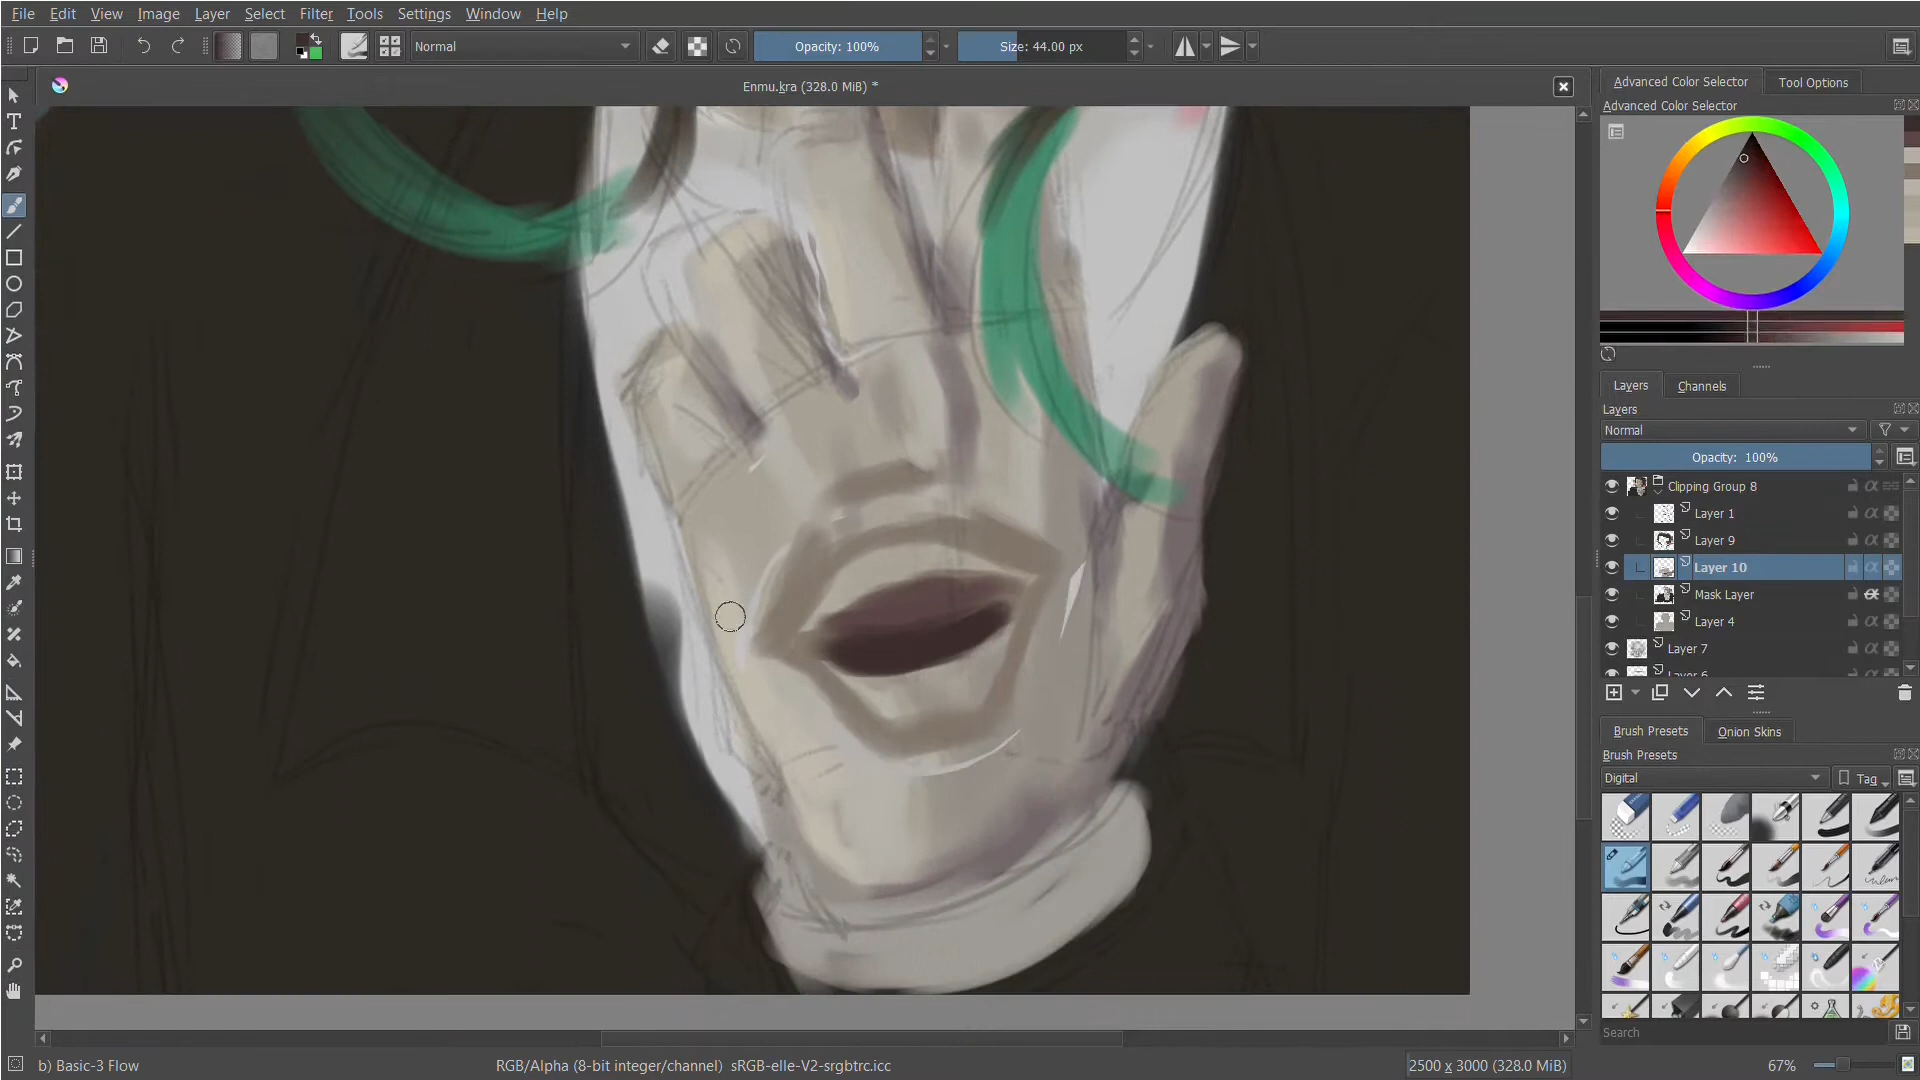 File Edit View Image Layer Select Filter Tools Settings Window Help
Normal
Opacity: 100%
Size: 44.00 px
Enmu.kra (328.0 MiB) *
Advanced Color Selector
Tool Options
Advanced Color Selector
Layers
Channels
Layers
Normal
Opacity: 100%
Clipping Group 8
Layer 1
Layer 9
Layer 10
Mask Layer
Layer 4
Layer 7
Layer 6
Brush Presets
Onion Skins
Brush Presets
Digital
Tag
Search
b) Basic-3 Flow
RGB/Alpha (8-bit integer/channel) sRGB-elle-V2-srgbtrc.icc
2500 x 3000 (328.0 MiB)
67%